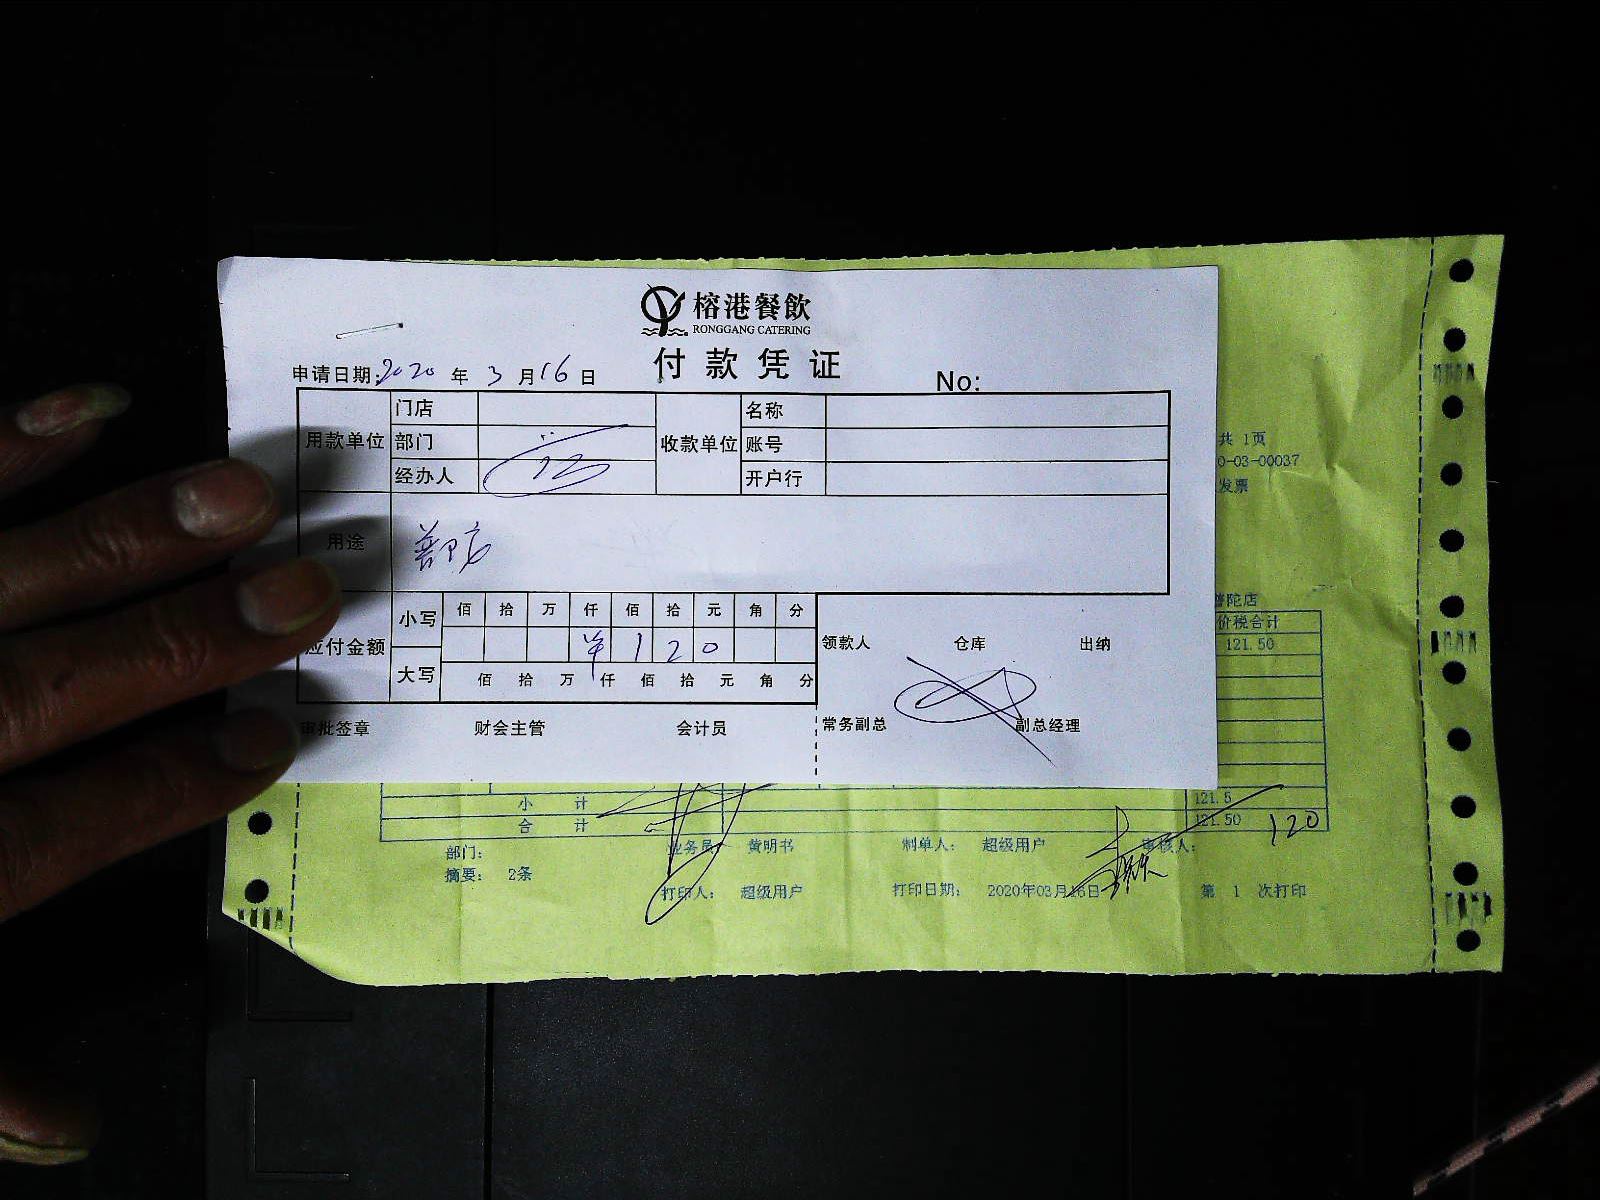 榕港餐飲
RONGGANG CATERING
付款凭证
申请日期:2020 年 3 月 16 日
No:
用款单位 门店 收款单位 名称
部门 账号
经办人 开户行
用途 普陀
应付金额 小写 佰 拾 万 仟 佰 拾 元 角 分
¥ 1 2 0
大写 佰 拾 万 仟 佰 拾 元 角 分
领款人 仓库 出纳
审批签章 财会主管 会计员 常务副总 副总经理
共 1页
0-03-00037
发票
普陀店
价税合计
121.50
小 计 121.5
合 计 121.50 120
部门: 业务员: 黄明书 制单人: 超级用户 审核人:
摘要: 2条
打印人: 超级用户 打印日期: 2020年03月16日 第 1 次打印